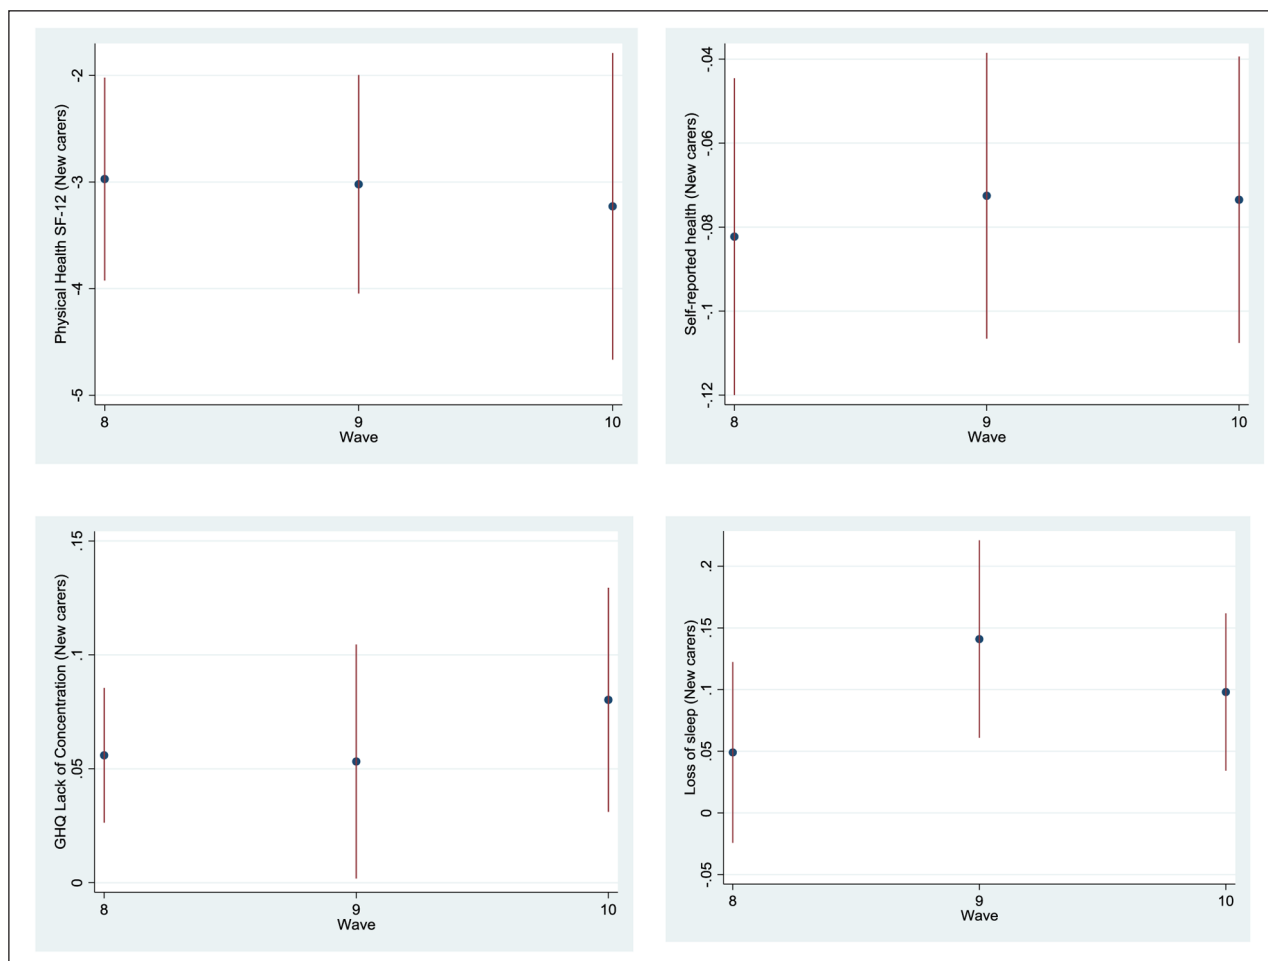 Physical Health SF-12 (New carers)
-2
-3
-4
-5
8 9 10
Wave
Self-reported health (New carers)
-.04
-.06
-.08
-.1
-.12
8 9 10
Wave
GHQ Lack of Concentration (New carers)
.15
.1
.05
0
8 9 10
Wave
Loss of sleep (New carers)
.2
.15
.1
.05
0
-.05
8 9 10
Wave